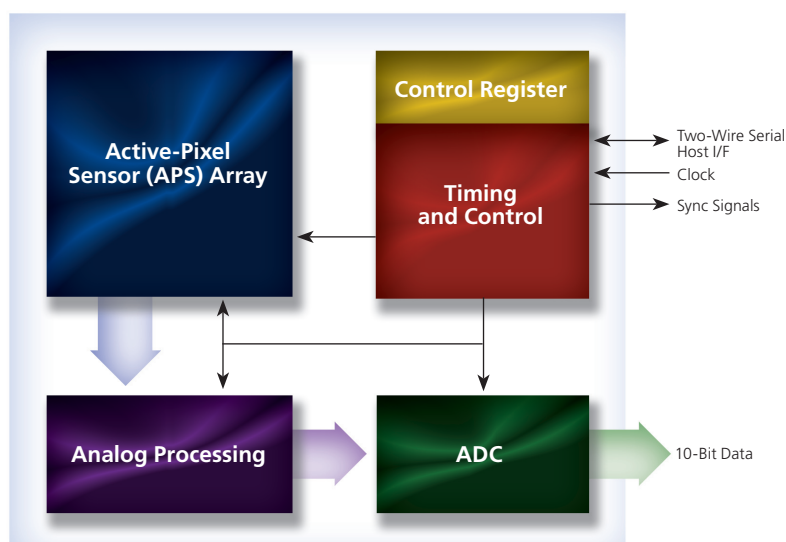 Active-Pixel
Sensor (APS) Array
Control Register
Timing
and Control
Two-Wire Serial
Host I/F
Clock
Sync Signals
Analog Processing
ADC
10-Bit Data